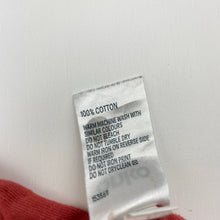 100% COTTON
WARM MACHINE WASH WITH
SIMILAR COLOURS
DO NOT BLEACH
DO NOT TUMBLE DRY
WARM IRON ON REVERSE SIDE
IF REQUIRED
DO NOT IRON PRINT
DO NOT DRYCLEAN